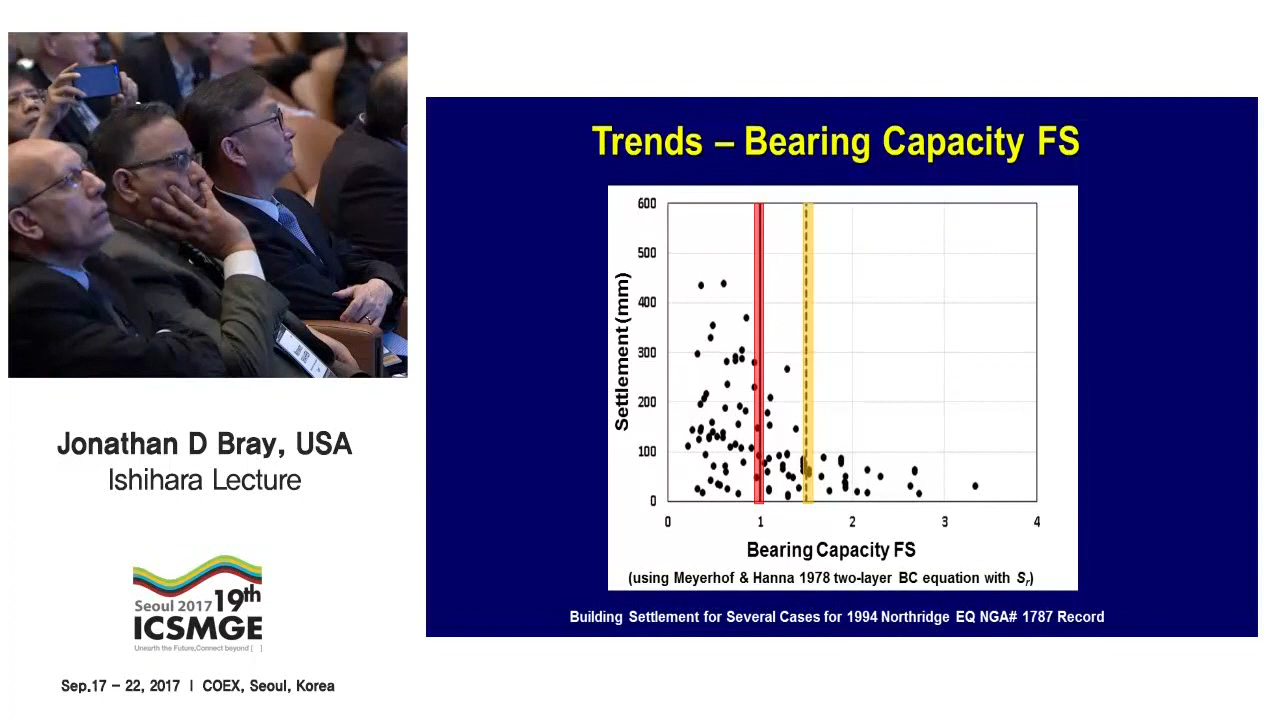 Jonathan D Bray, USA
Ishihara Lecture
Seoul 2017 19th
ICSMGE
Unearth the Future, Connect beyond [ ]
Sep.17 – 22, 2017 | COEX, Seoul, Korea
Trends – Bearing Capacity FS
Settlement (mm)
600
500
400
300
200
100
0
0 1 2 3 4
Bearing Capacity FS
(using Meyerhof & Hanna 1978 two-layer BC equation with Sr)
Building Settlement for Several Cases for 1994 Northridge EQ NGA# 1787 Record